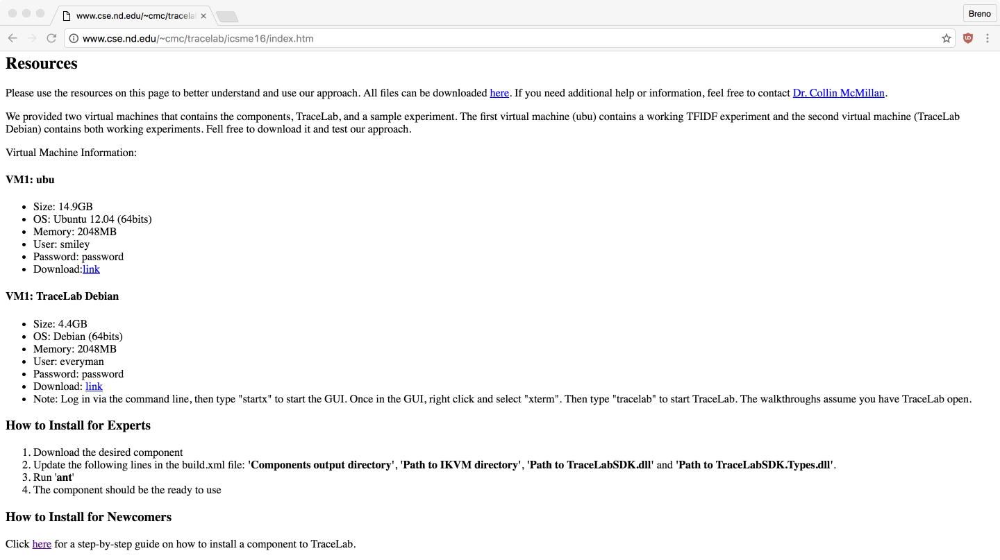 www.cse.nd.edu/~cmc/tracela
Breno
www.cse.nd.edu/~cmc/tracelab/icsme16/index.htm
Resources
Please use the resources on this page to better understand and use our approach. All files can be downloaded here. If you need additional help or information, feel free to contact Dr. Collin McMillan.
We provided two virtual machines that contains the components, TraceLab, and a sample experiment. The first virtual machine (ubu) contains a working TFIDF experiment and the second virtual machine (TraceLab
Debian) contains both working experiments. Fell free to download it and test our approach.
Virtual Machine Information:
VM1: ubu
• Size: 14.9GB
• OS: Ubuntu 12.04 (64bits)
• Memory: 2048MB
• User: smiley
• Password: password
• Download:link
VM1: TraceLab Debian
• Size: 4.4GB
• OS: Debian (64bits)
• Memory: 2048MB
• User: everyman
• Password: password
• Download: link
• Note: Log in via the command line, then type "startx" to start the GUI. Once in the GUI, right click and select "xterm". Then type "tracelab" to start TraceLab. The walkthroughs assume you have TraceLab open.
How to Install for Experts
1. Download the desired component
2. Update the following lines in the build.xml file: 'Components output directory', 'Path to IKVM directory', 'Path to TraceLabSDK.dll' and 'Path to TraceLabSDK.Types.dll'.
3. Run 'ant'
4. The component should be the ready to use
How to Install for Newcomers
Click here for a step-by-step guide on how to install a component to TraceLab.